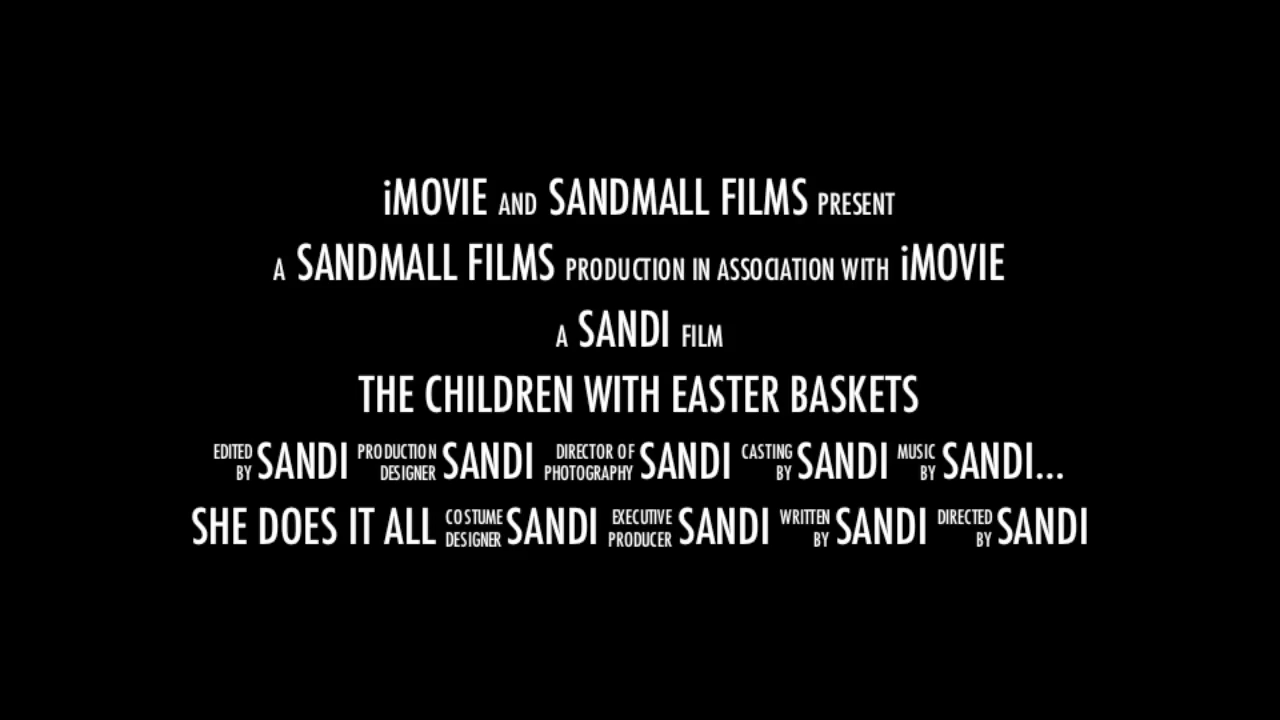 iMOVIE AND SANDMALL FILMS PRESENT
A SANDMALL FILMS PRODUCTION IN ASSOCIATION WITH iMOVIE
A SANDI FILM
THE CHILDREN WITH EASTER BASKETS
EDITED BY SANDI PRODUCTION DESIGNER SANDI DIRECTOR OF PHOTOGRAPHY SANDI CASTING BY SANDI MUSIC BY SANDI...
SHE DOES IT ALL COSTUME DESIGNER SANDI EXECUTIVE PRODUCER SANDI WRITTEN BY SANDI DIRECTED BY SANDI